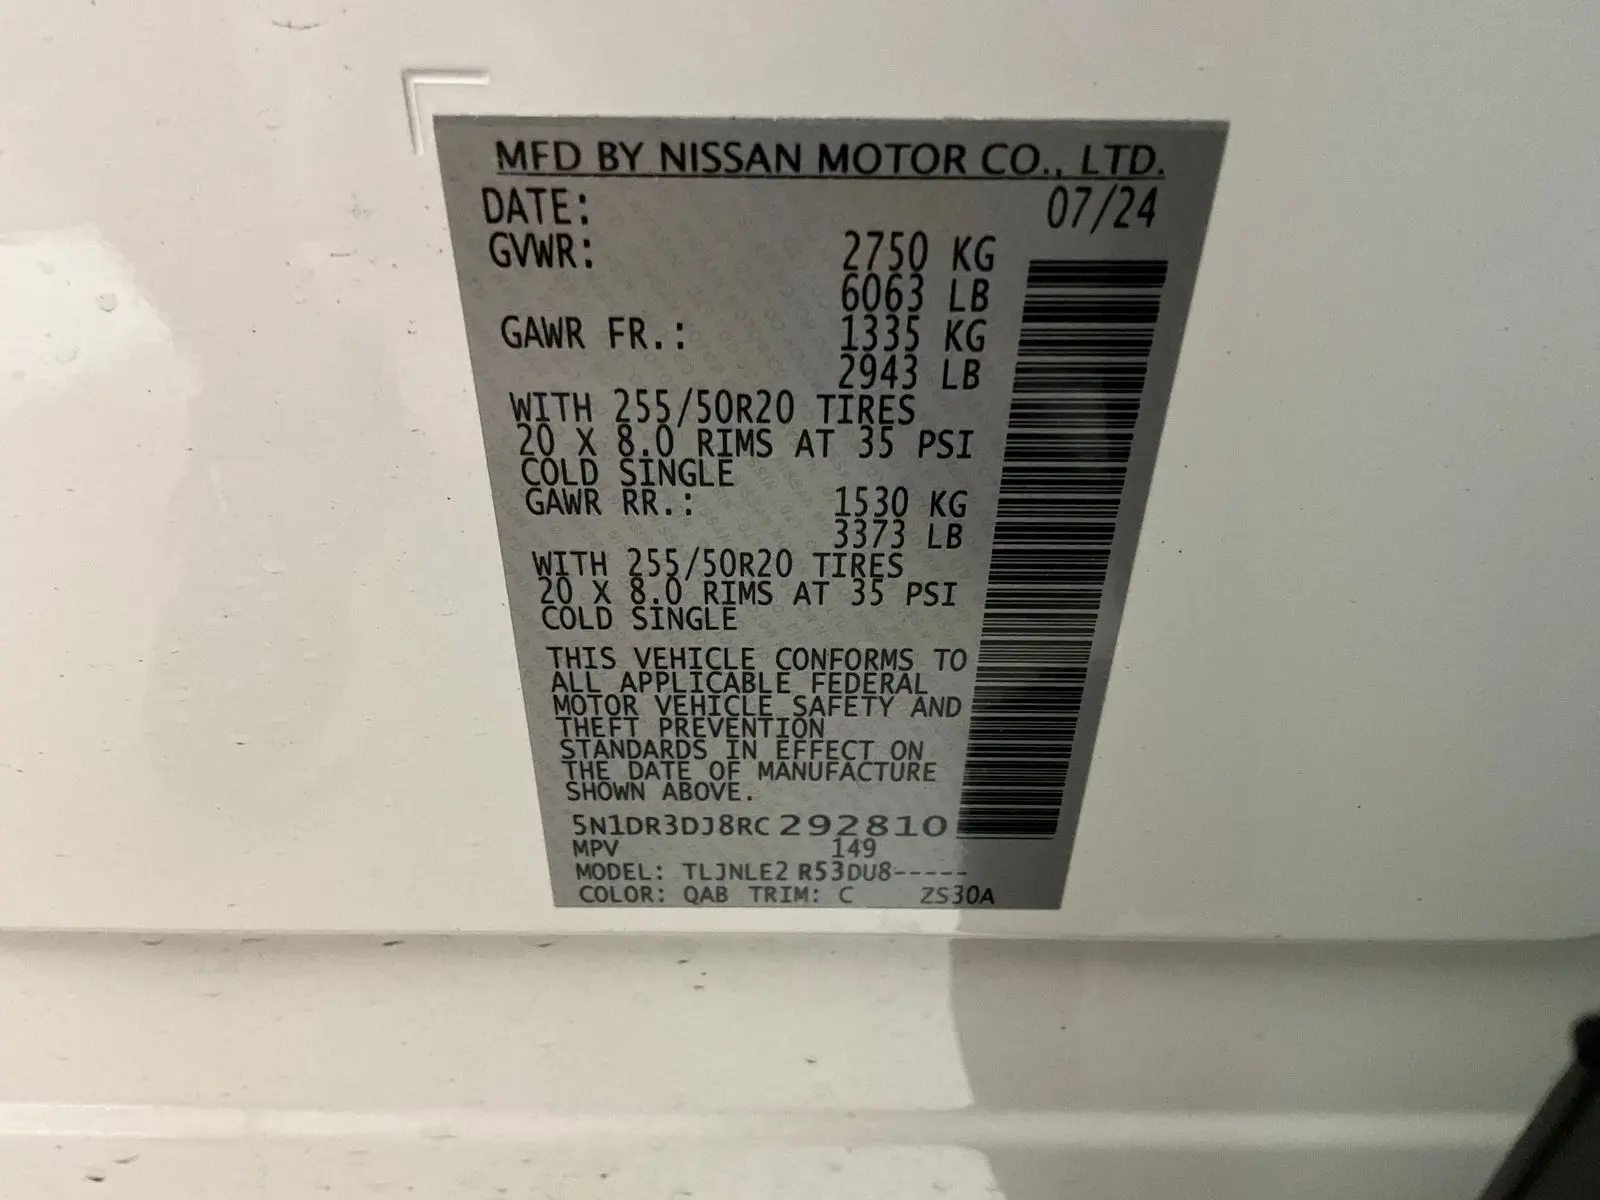 MFD BY NISSAN MOTOR CO., LTD.
DATE: 07/24
GVWR: 2750 KG
6063 LB
GAWR FR.: 1335 KG
2943 LB
WITH 255/50R20 TIRES
20 X 8.0 RIMS AT 35 PSI
COLD SINGLE
GAWR RR.: 1530 KG
3373 LB
WITH 255/50R20 TIRES
20 X 8.0 RIMS AT 35 PSI
COLD SINGLE
THIS VEHICLE CONFORMS TO
ALL APPLICABLE FEDERAL
MOTOR VEHICLE SAFETY AND
THEFT PREVENTION
STANDARDS IN EFFECT ON
THE DATE OF MANUFACTURE
SHOWN ABOVE.
5N1DR3DJ8RC292810
MPV 149
MODEL: TLJNLE2 R53DU8-----
COLOR: QAB TRIM: C ZS30A